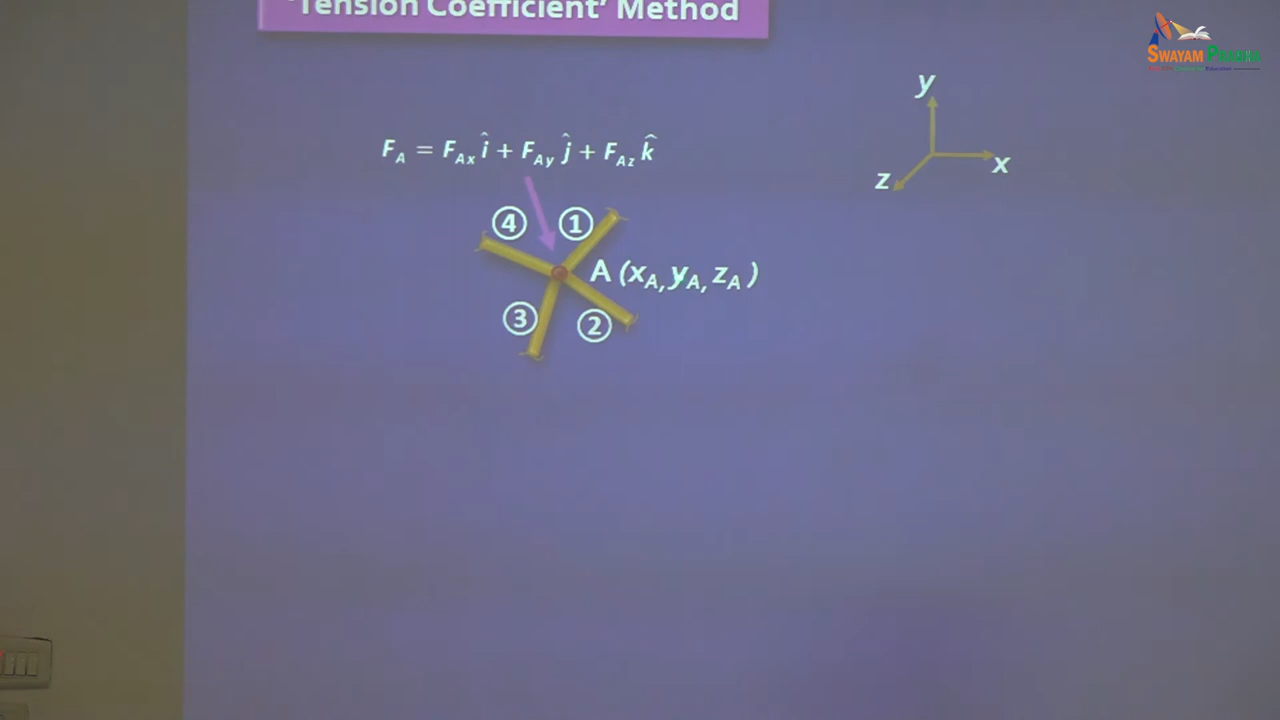 'Tension Coefficient' Method
SWAYAM PRABHA
y
x
z
F_A = F_Ax î + F_Ay ĵ + F_Az k̂
④ ①
A (x_A, y_A, z_A)
③ ②